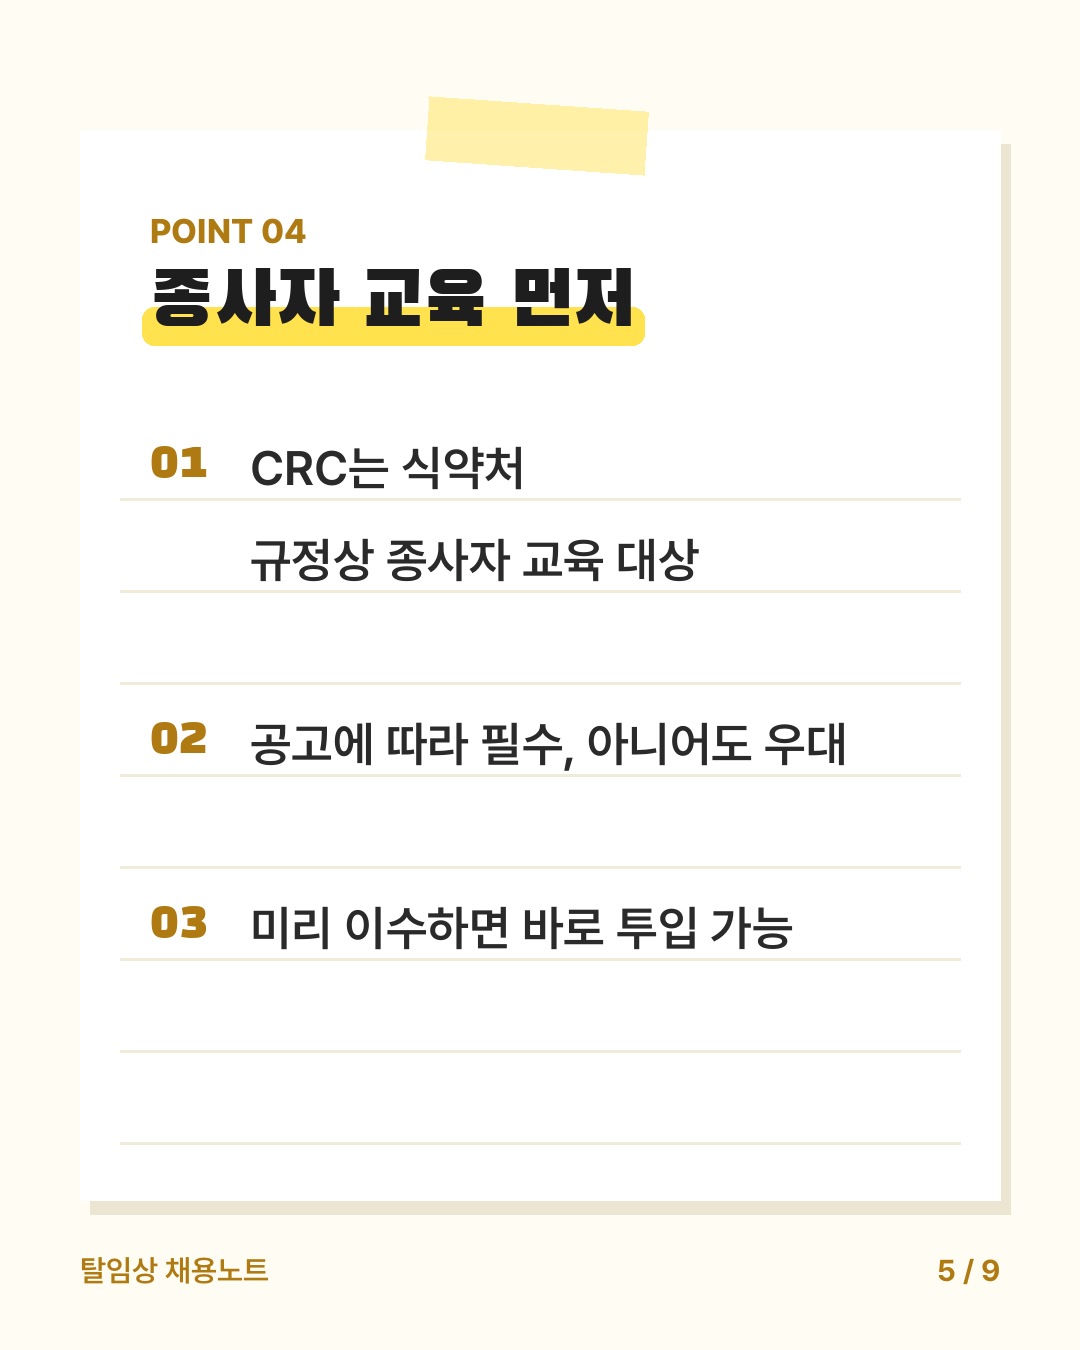 POINT 04
종사자 교육 먼저
01 CRC는 식약처
규정상 종사자 교육 대상
02 공고에 따라 필수, 아니어도 우대
03 미리 이수하면 바로 투입 가능
탈임상 채용노트
5 / 9